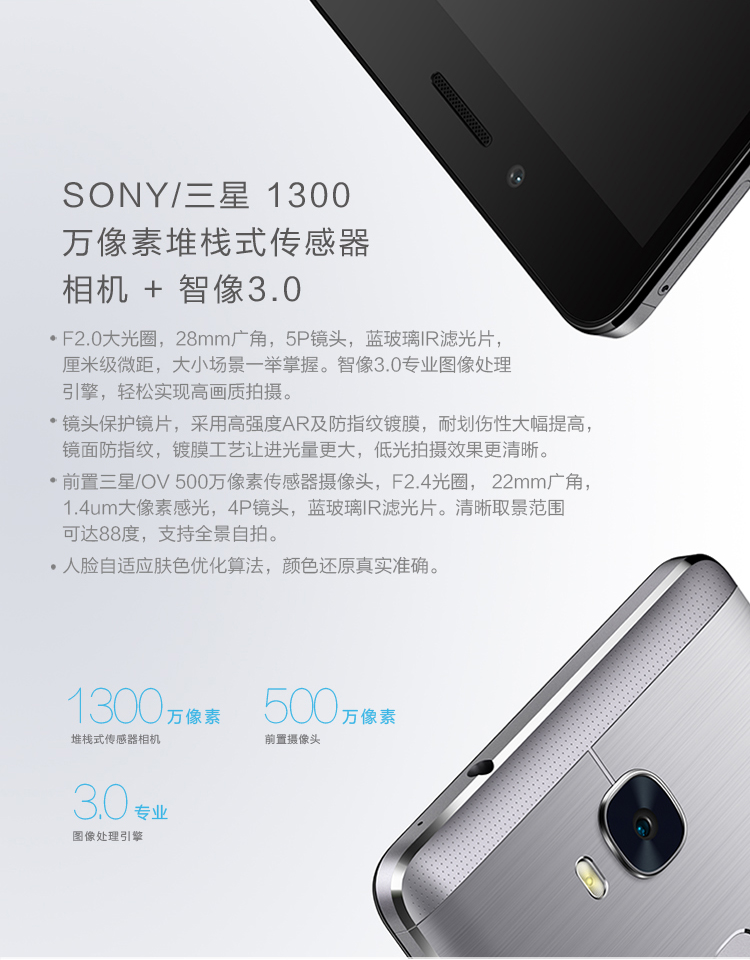 SONY/三星 1300
万像素堆栈式传感器
相机 + 智像3.0
• F2.0大光圈，28mm广角，5P镜头，蓝玻璃IR滤光片，
厘米级微距，大小场景一举掌握。智像3.0专业图像处理
引擎，轻松实现高画质拍摄。
• 镜头保护镜片，采用高强度AR及防指纹镀膜，耐划伤性大幅提高，
镜面防指纹，镀膜工艺让进光量更大，低光拍摄效果更清晰。
• 前置三星/OV 500万像素传感器摄像头，F2.4光圈， 22mm广角，
1.4um大像素感光，4P镜头，蓝玻璃IR滤光片。清晰取景范围
可达88度，支持全景自拍。
• 人脸自适应肤色优化算法，颜色还原真实准确。
1300万像素 500万像素
堆栈式传感器相机 前置摄像头
3.0 专业
图像处理引擎